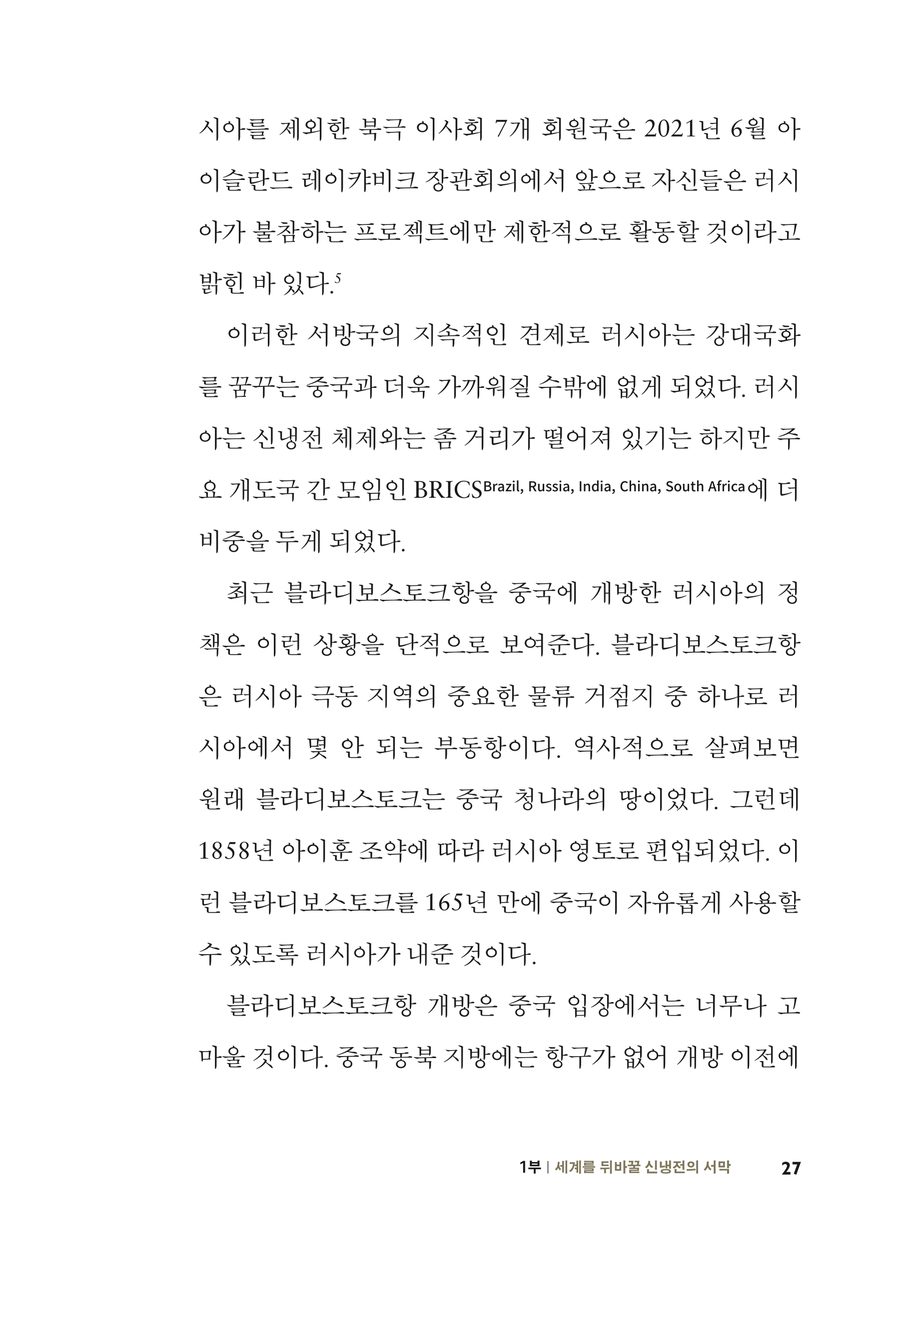 시아를 제외한 북극 이사회 7개 회원국은 2021년 6월 아
이슬란드 레이캬비크 장관회의에서 앞으로 자신들은 러시
아가 불참하는 프로젝트에만 제한적으로 활동할 것이라고
밝힌 바 있다.5
이러한 서방국의 지속적인 견제로 러시아는 강대국화
를 꿈꾸는 중국과 더욱 가까워질 수밖에 없게 되었다. 러시
아는 신냉전 체제와는 좀 거리가 떨어져 있기는 하지만 주
요 개도국 간 모임인 BRICSBrazil, Russia, India, China, South Africa에 더
비중을 두게 되었다.
최근 블라디보스토크항을 중국에 개방한 러시아의 정
책은 이런 상황을 단적으로 보여준다. 블라디보스토크항
은 러시아 극동 지역의 중요한 물류 거점지 중 하나로 러
시아에서 몇 안 되는 부동항이다. 역사적으로 살펴보면
원래 블라디보스토크는 중국 청나라의 땅이었다. 그런데
1858년 아이훈 조약에 따라 러시아 영토로 편입되었다. 이
런 블라디보스토크를 165년 만에 중국이 자유롭게 사용할
수 있도록 러시아가 내준 것이다.
블라디보스토크항 개방은 중국 입장에서는 너무나 고
마울 것이다. 중국 동북 지방에는 항구가 없어 개방 이전에
1부 | 세계를 뒤바꿀 신냉전의 서막 27